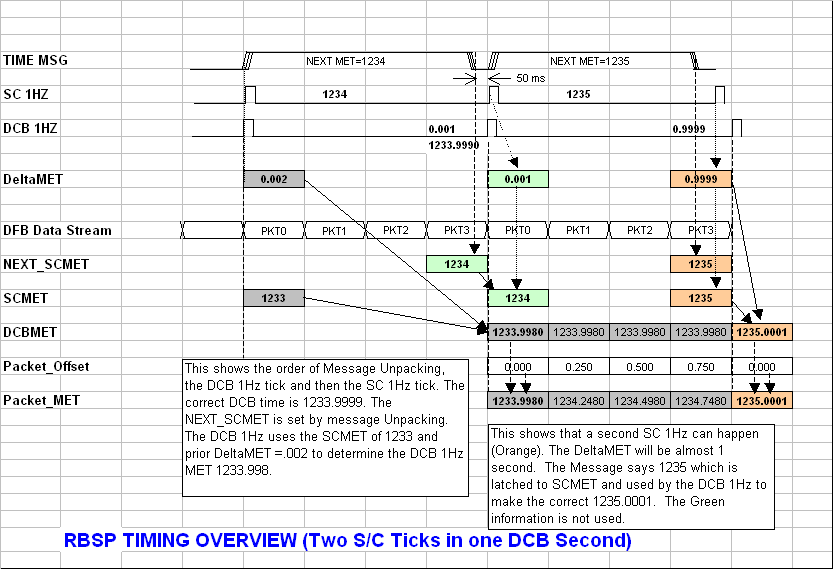 TIME MSG NEXT MET=1234 NEXT MET=1235
50 ms
SC 1HZ 1234 1235
DCB 1HZ 0.001 0.9999
1233.9990
DeltaMET 0.002 0.001 0.9999
DFB Data Stream PKT0 PKT1 PKT2 PKT3 PKT0 PKT1 PKT2 PKT3
NEXT_SCMET 1234 1235
SCMET 1233 1234 1235
DCBMET 1233.9980 1233.9980 1233.9980 1233.9980 1235.0001
Packet_Offset 0.000 0.250 0.500 0.750 0.000
Packet_MET 1233.9980 1234.2480 1234.4980 1234.7480 1235.0001
This shows the order of Message Unpacking,
the DCB 1Hz tick and then the SC 1Hz tick. The
correct DCB time is 1233.9999. The
NEXT_SCMET is set by message Unpacking.
The DCB 1Hz uses the SCMET of 1233 and
prior DeltaMET =.002 to determine the DCB 1Hz
MET 1233.998.
This shows that a second SC 1Hz can happen
(Orange). The DeltaMET will be almost 1
second. The Message says 1235 which is
latched to SCMET and used by the DCB 1Hz to
make the correct 1235.0001. The Green
information is not used.
RBSP TIMING OVERVIEW (Two S/C Ticks in one DCB Second)